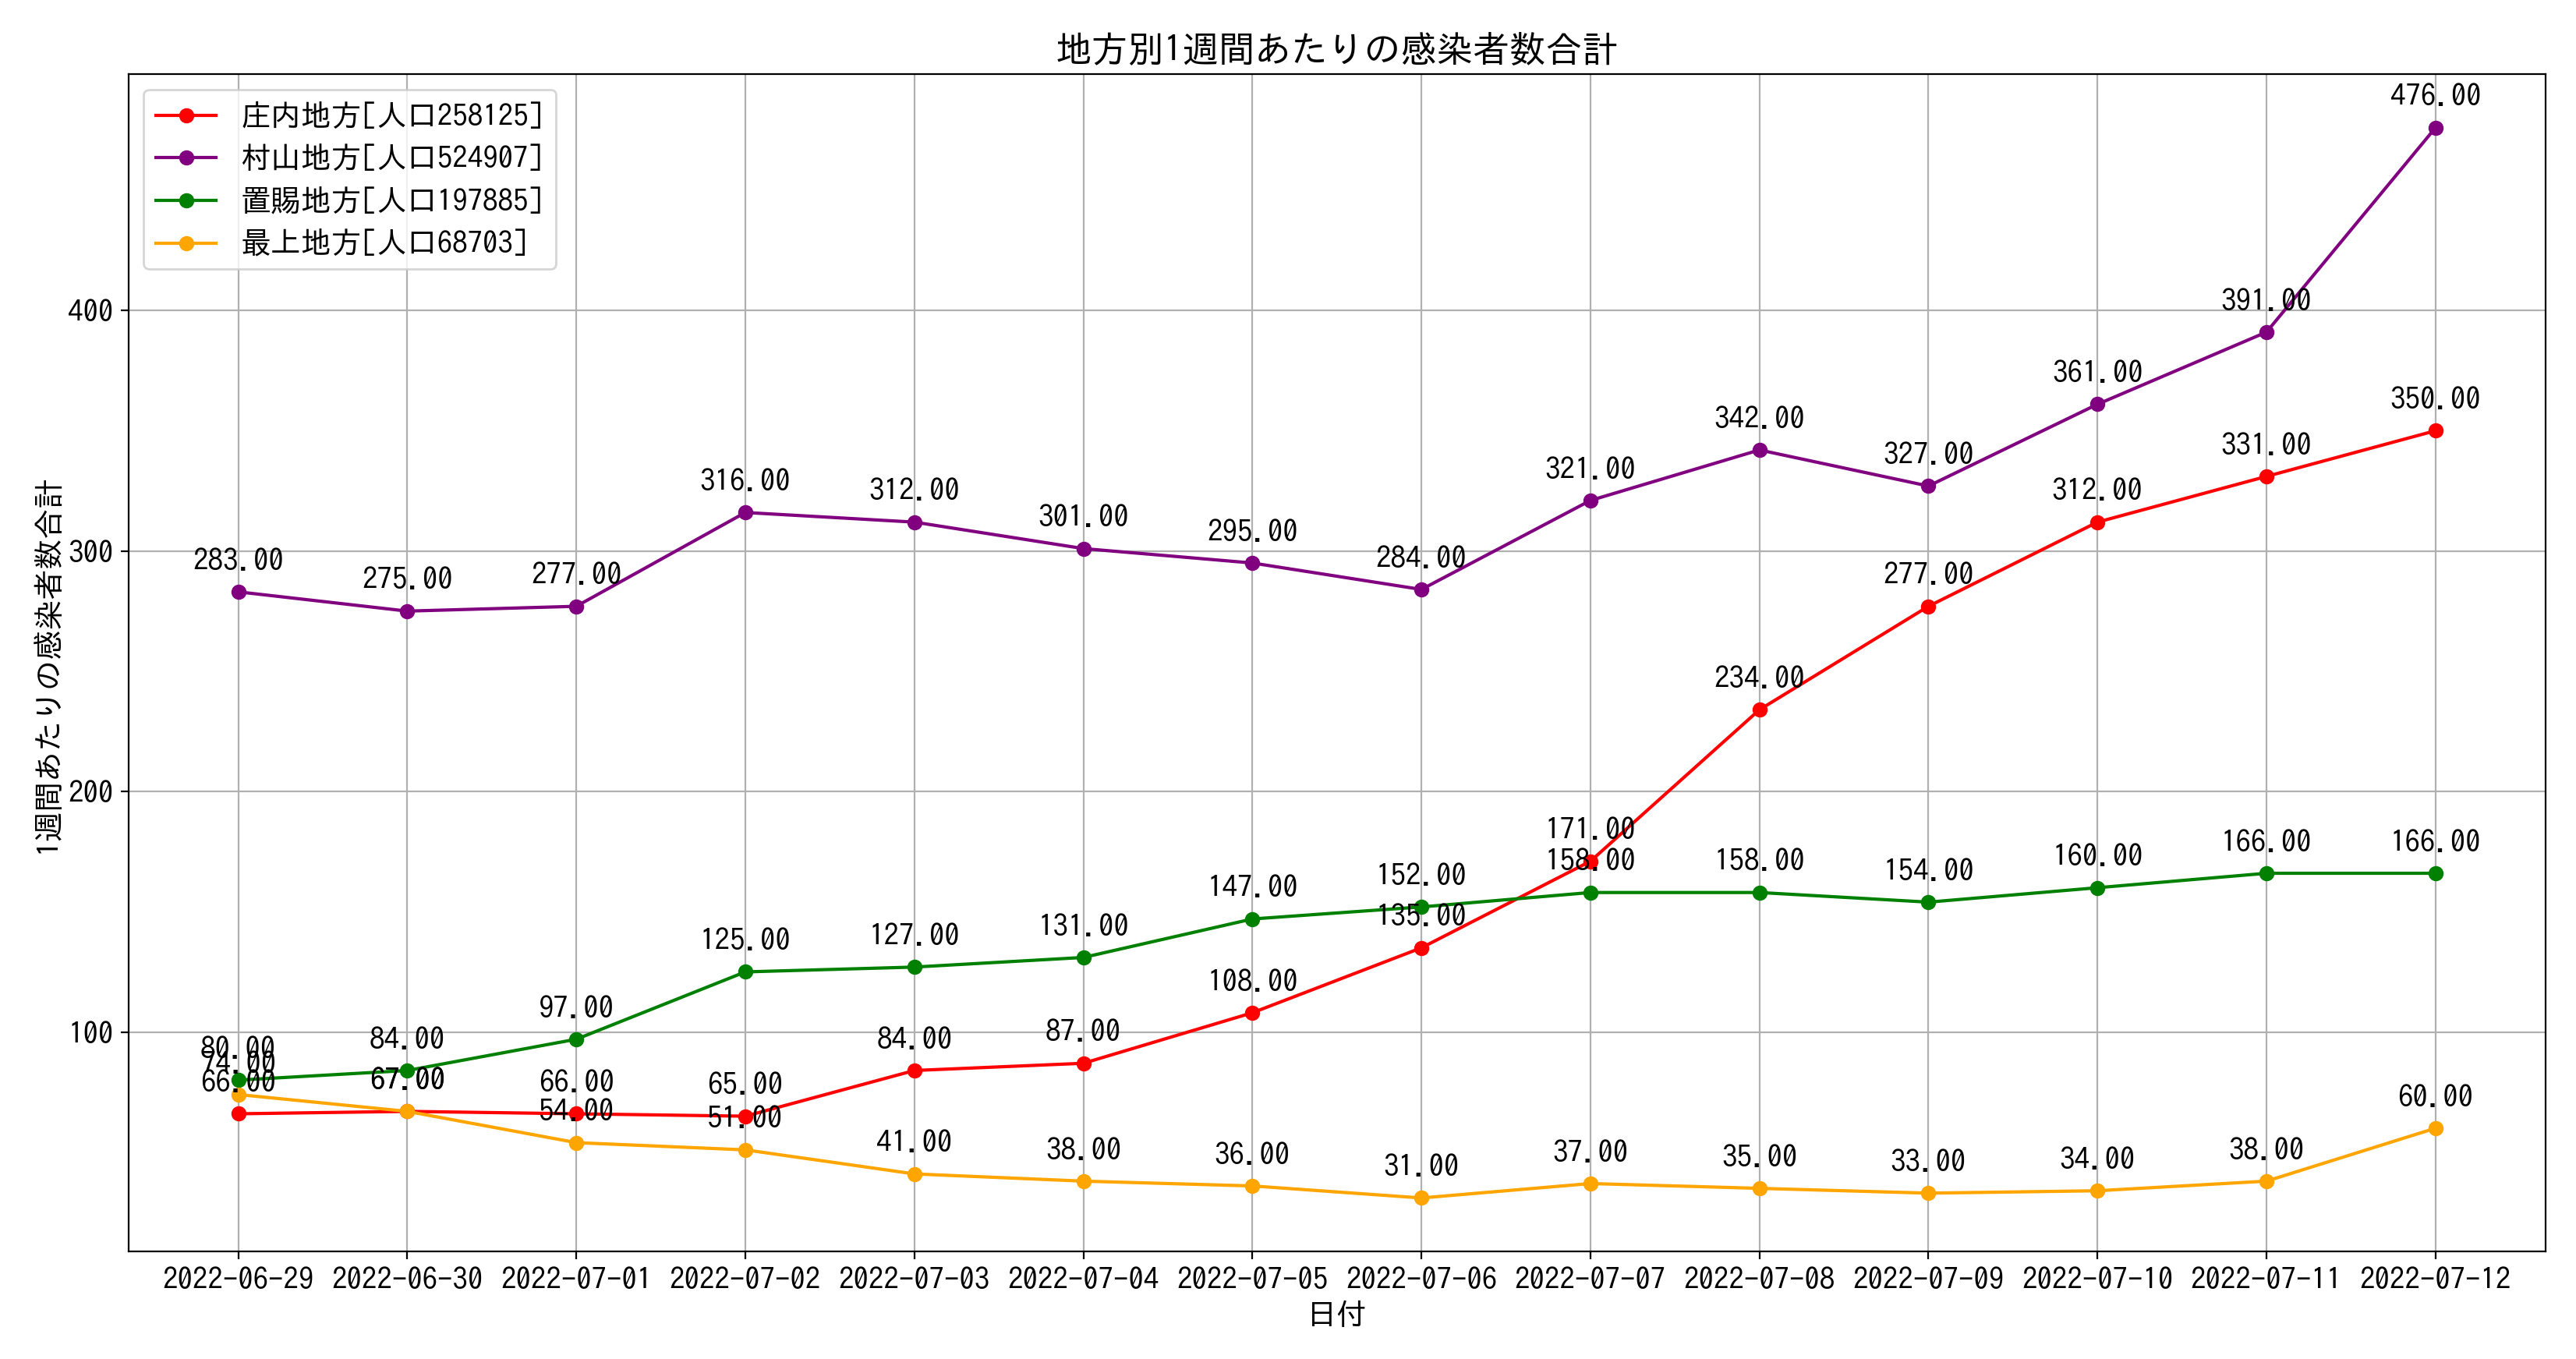 地方別1週間あたりの感染者数合計
庄内地方[人口258125]
村山地方[人口524907]
置賜地方[人口197885]
最上地方[人口68703]
1週間あたりの感染者数合計
400
300
200
100
283.00 275.00 277.00 316.00 312.00 301.00 295.00 284.00 321.00 342.00 327.00 361.00 391.00 476.00
66.00 67.00 66.00 65.00 84.00 87.00 108.00 135.00 171.00 234.00 277.00 312.00 331.00 350.00
80.00 84.00 97.00 125.00 127.00 131.00 147.00 152.00 158.00 158.00 154.00 160.00 166.00 166.00
74.00 67.00 54.00 51.00 41.00 38.00 36.00 31.00 37.00 35.00 33.00 34.00 38.00 60.00
2022-06-29 2022-06-30 2022-07-01 2022-07-02 2022-07-03 2022-07-04 2022-07-05 2022-07-06 2022-07-07 2022-07-08 2022-07-09 2022-07-10 2022-07-11 2022-07-12
日付